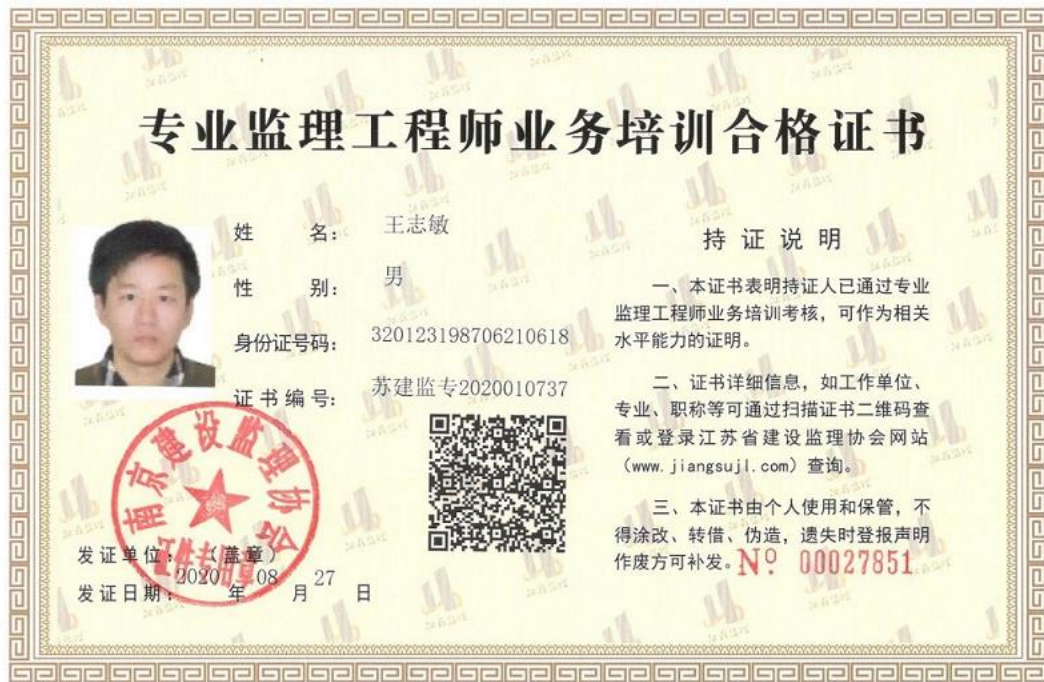 专业监理工程师业务培训合格证书
姓 名: 王志敏
性 别: 男
身份证号码: 320123198706210618
证书编号: 苏建监专2020010737
南京建设监理协会
发证单位: (盖章)
发证日期: 2020 年 08 月 27 日
持证说明
一、本证书表明持证人已通过专业
监理工程师业务培训考核，可作为相关
水平能力的证明。
二、证书详细信息，如工作单位、
专业、职称等可通过扫描证书二维码查
看或登录江苏省建设监理协会网站
（www.jiangsujl.com）查询。
三、本证书由个人使用和保管，不
得涂改、转借、伪造，遗失时登报声明
作废方可补发。
Nº 00027851